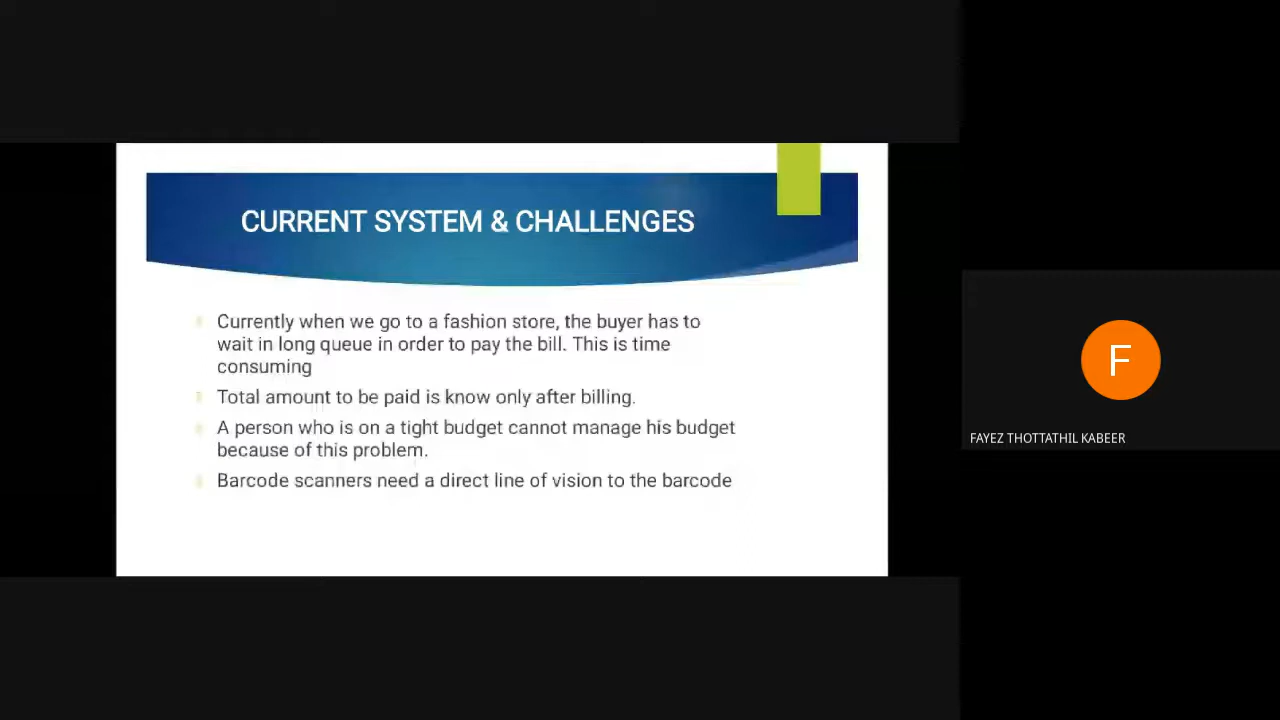 CURRENT SYSTEM & CHALLENGES
Currently when we go to a fashion store, the buyer has to
wait in long queue in order to pay the bill. This is time
consuming
Total amount to be paid is know only after billing.
A person who is on a tight budget cannot manage his budget
because of this problem.
Barcode scanners need a direct line of vision to the barcode
F
FAYEZ THOTTATHIL KABEER